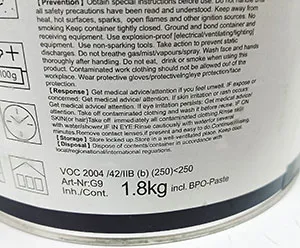 [Prevention] Obtain special instructions before use. Do not handle
all safety precautions have been read and understood. Keep away from
heat, hot surfaces, sparks, open flames and other ignition sources. No
smoking Keep container tightly closed. Ground and bond container and
receiving equipment. Use explosion-proof [electrical/ventilating/lighting/
equipment. Use non-sparking tools. Take action to prevent static
discharges. Do not breathe gas/mist/vapours/spray. Wash face and hands
thoroughly after handling. Do not eat, drink or smoke when using this
product. Contaminated work clothing should not be allowed out of the
workplace. Wear protective gloves/protective/eye protection/face
protection.
[Response] Get medical advice/attention if you feel unwell. If exposed or
concerned: Get medical advice/attention. If skin irritation or rash occurs:
Get medical advice/attention. If eye irritation persists: Get medical advice/
attention. Take off contaminated clothing and wash it before reuse. IF ON
SKIN(or hair)Take off immediately all contaminated clothing Rinse skin
with water/shower.IF IN EYE: Rinse cautiously with water for several
minutes.Remove contact lenses if present and easy to do.Continue rinsing
[Storage] Store locked up.Store in a well-ventilated place. Keep cool.
[Disposal] Dispose of contents/container in accordance with
local/regional/national/international regulations.
100g
VOC 2004 /42/IIB (b) (250)<250
Art-Nr:G9
Inh./Cont. 1.8kg incl. BPO-Paste